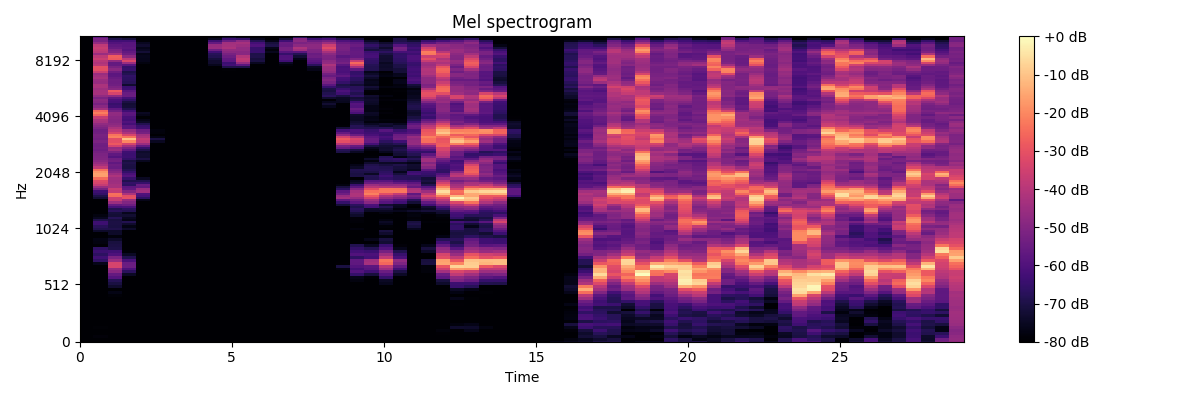 Mel spectrogram
+0 dB
8192
-10 dB
4096
-20 dB
-30 dB
2048
Hz
-40 dB
1024
-50 dB
-60 dB
512
-70 dB
0
-80 dB
0 5 10 15 20 25
Time